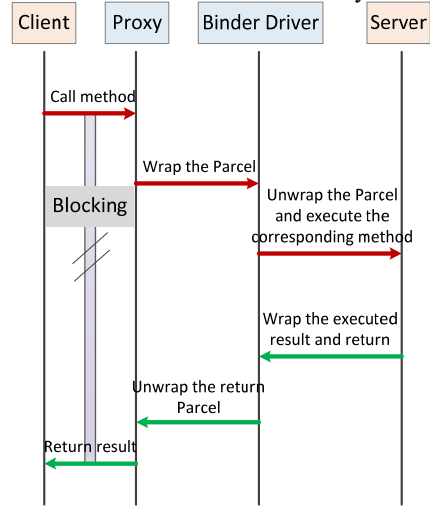 Client
Proxy
Binder Driver
Server
Call method
Wrap the Parcel
Blocking
Unwrap the Parcel
and execute the
corresponding method
Wrap the executed
result and return
Unwrap the return
Parcel
Return result